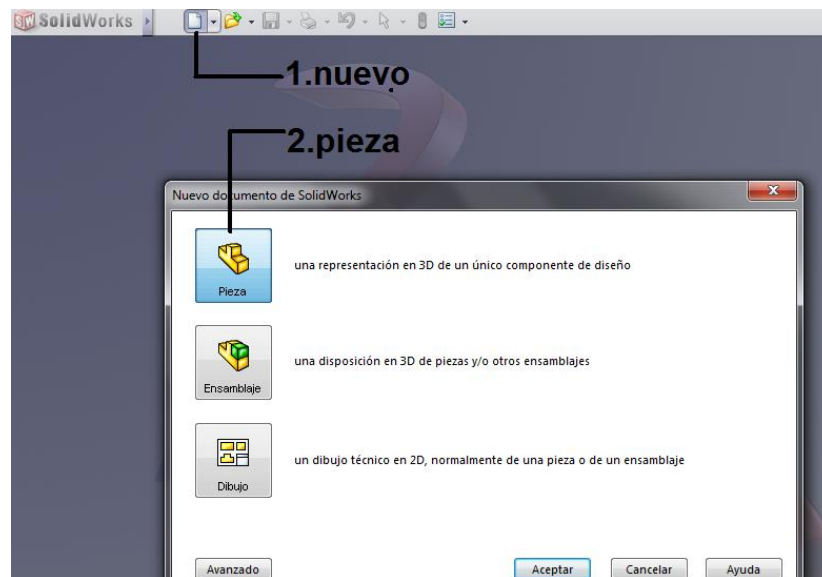 SolidWorks
1.nuevo
2.pieza
Nuevo documento de SolidWorks
Pieza
una representación en 3D de un único componente de diseño
Ensamblaje
una disposición en 3D de piezas y/o otros ensamblajes
Dibujo
un dibujo técnico en 2D, normalmente de una pieza o de un ensamblaje
Avanzado
Aceptar
Cancelar
Ayuda